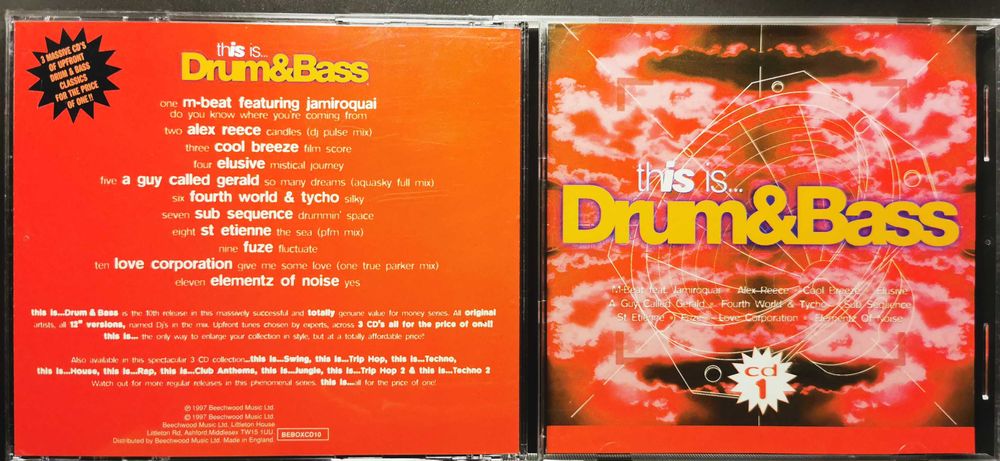 3 MASSIVE CD'S
OF UPFRONT
DRUM & BASS
CLASSICS
FOR THE PRICE
OF ONE!!
this is...
Drum&Bass
one m-beat featuring jamiroquai
do you know where you're coming from
two alex reece candles (dj pulse mix)
three cool breeze film score
four elusive mistical journey
five a guy called gerald so many dreams (aquasky full mix)
six fourth world & tycho silky
seven sub sequence drummin' space
eight st etienne the sea (pfm mix)
nine fuze fluctuate
ten love corporation give me some love (one true parker mix)
eleven elementz of noise yes
this is...Drum & Bass is the 10th release in this massively successful and totally genuine value for money series. All original
artists, all 12" versions, named Dj's in the mix. Upfront tunes chosen by experts, across 3 CD's all for the price of one!!
this is... the only way to enlarge your collection in style, but at a totally affordable price!
Also available in this spectacular 3 CD collection...this is...Swing, this is...Trip Hop, this is...Techno,
this is...House, this is...Rap, this is...Club Anthems, this is...Jungle, this is...Trip Hop 2 & this is...Techno 2
Watch out for more regular releases in this phenomenal series. this is...all for the price of one!
℗ 1997 Beechwood Music Ltd.
© 1997 Beechwood Music Ltd.
Beechwood Music Ltd. Littleton House
Littleton Rd, Ashford,Middlesex TW15 1UU.
Distributed by Beechwood Music Ltd. Made in England.
BEBOXCD10
this is...
Drum&Bass
M-Beat feat. Jamiroquai - Alex Reece - Cool Breeze - Elusive
A Guy Called Gerald - Fourth World & Tycho - Sub Sequence
St Etienne - Fuze - Love Corporation - Elementz Of Noise
cd
1